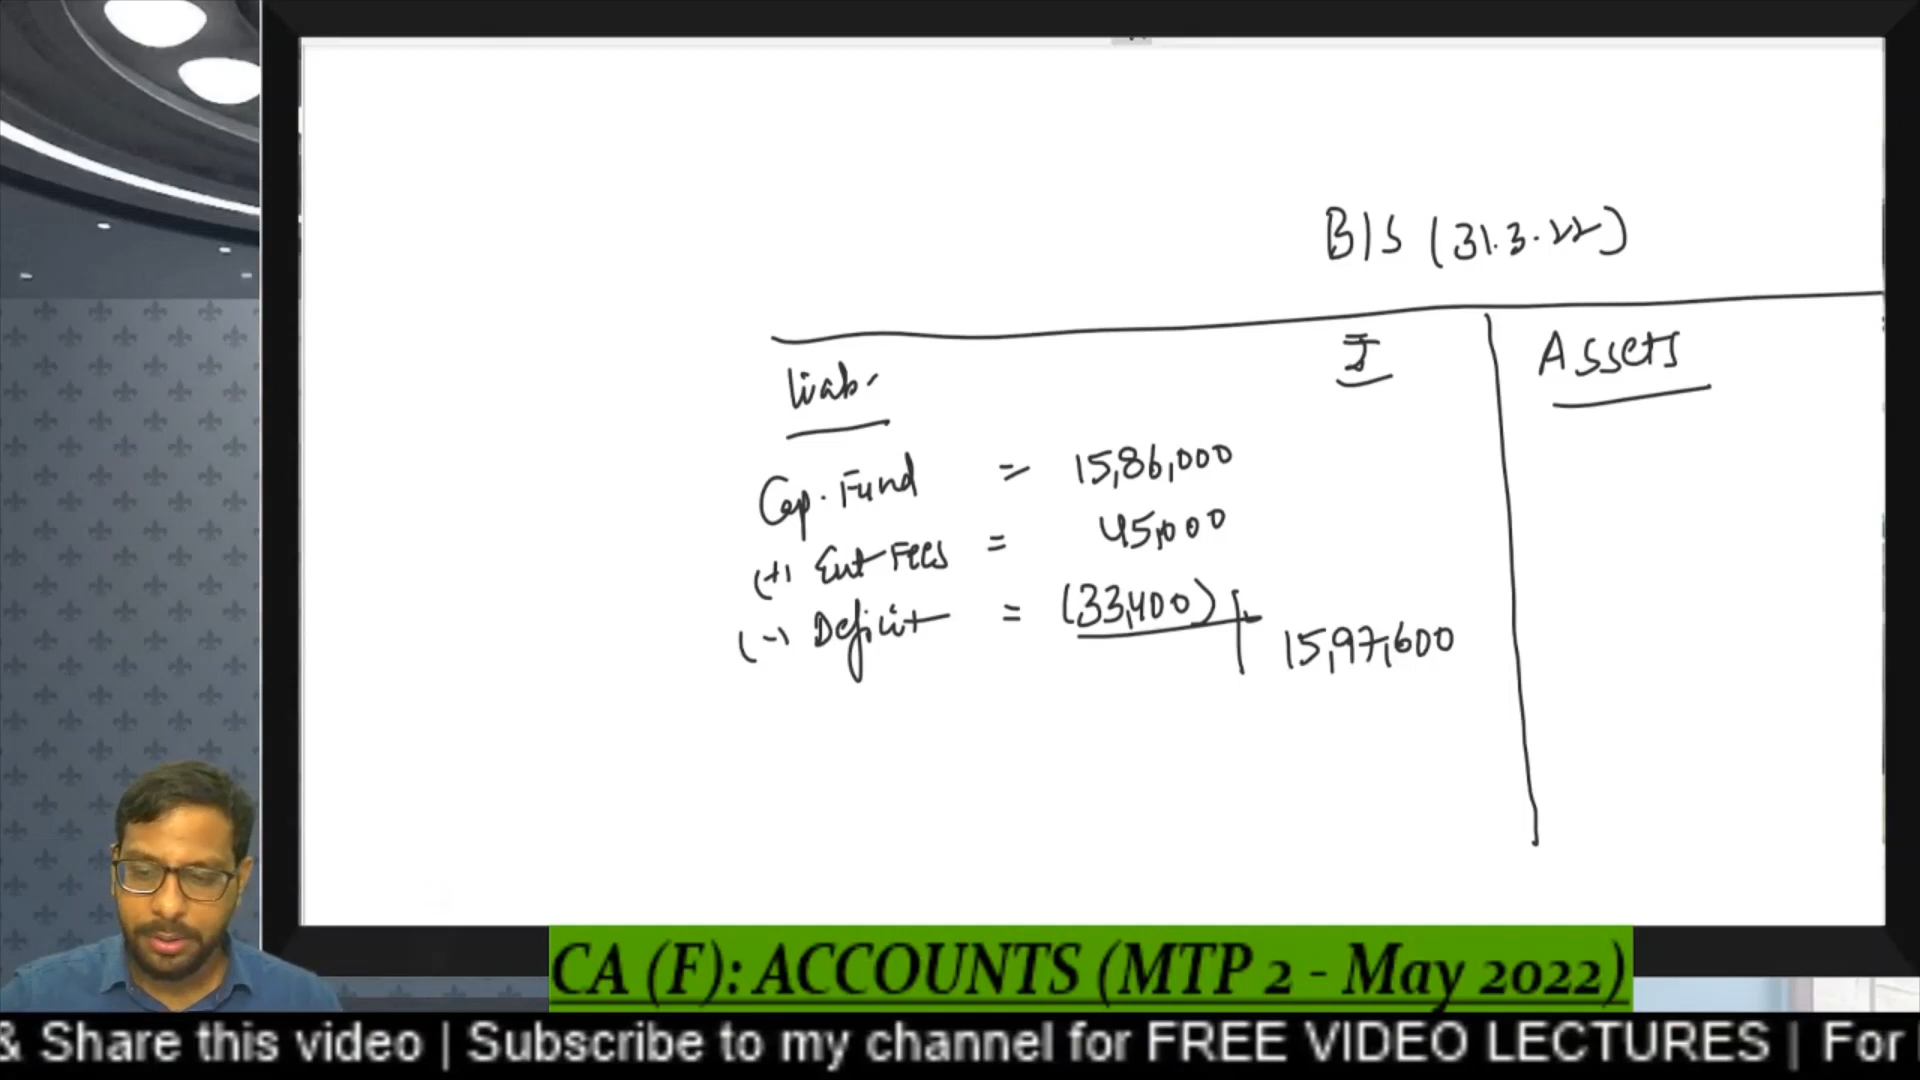 B/S (31.3.22)
Liab. ₹ Assets
Cap. Fund = 15,86,000
(+) Ent Fees = 45,000
(-) Deficit = (33,400)
15,97,600
CA (F): ACCOUNTS (MTP 2 - May 2022)
& Share this video | Subscribe to my channel for FREE VIDEO LECTURES | For